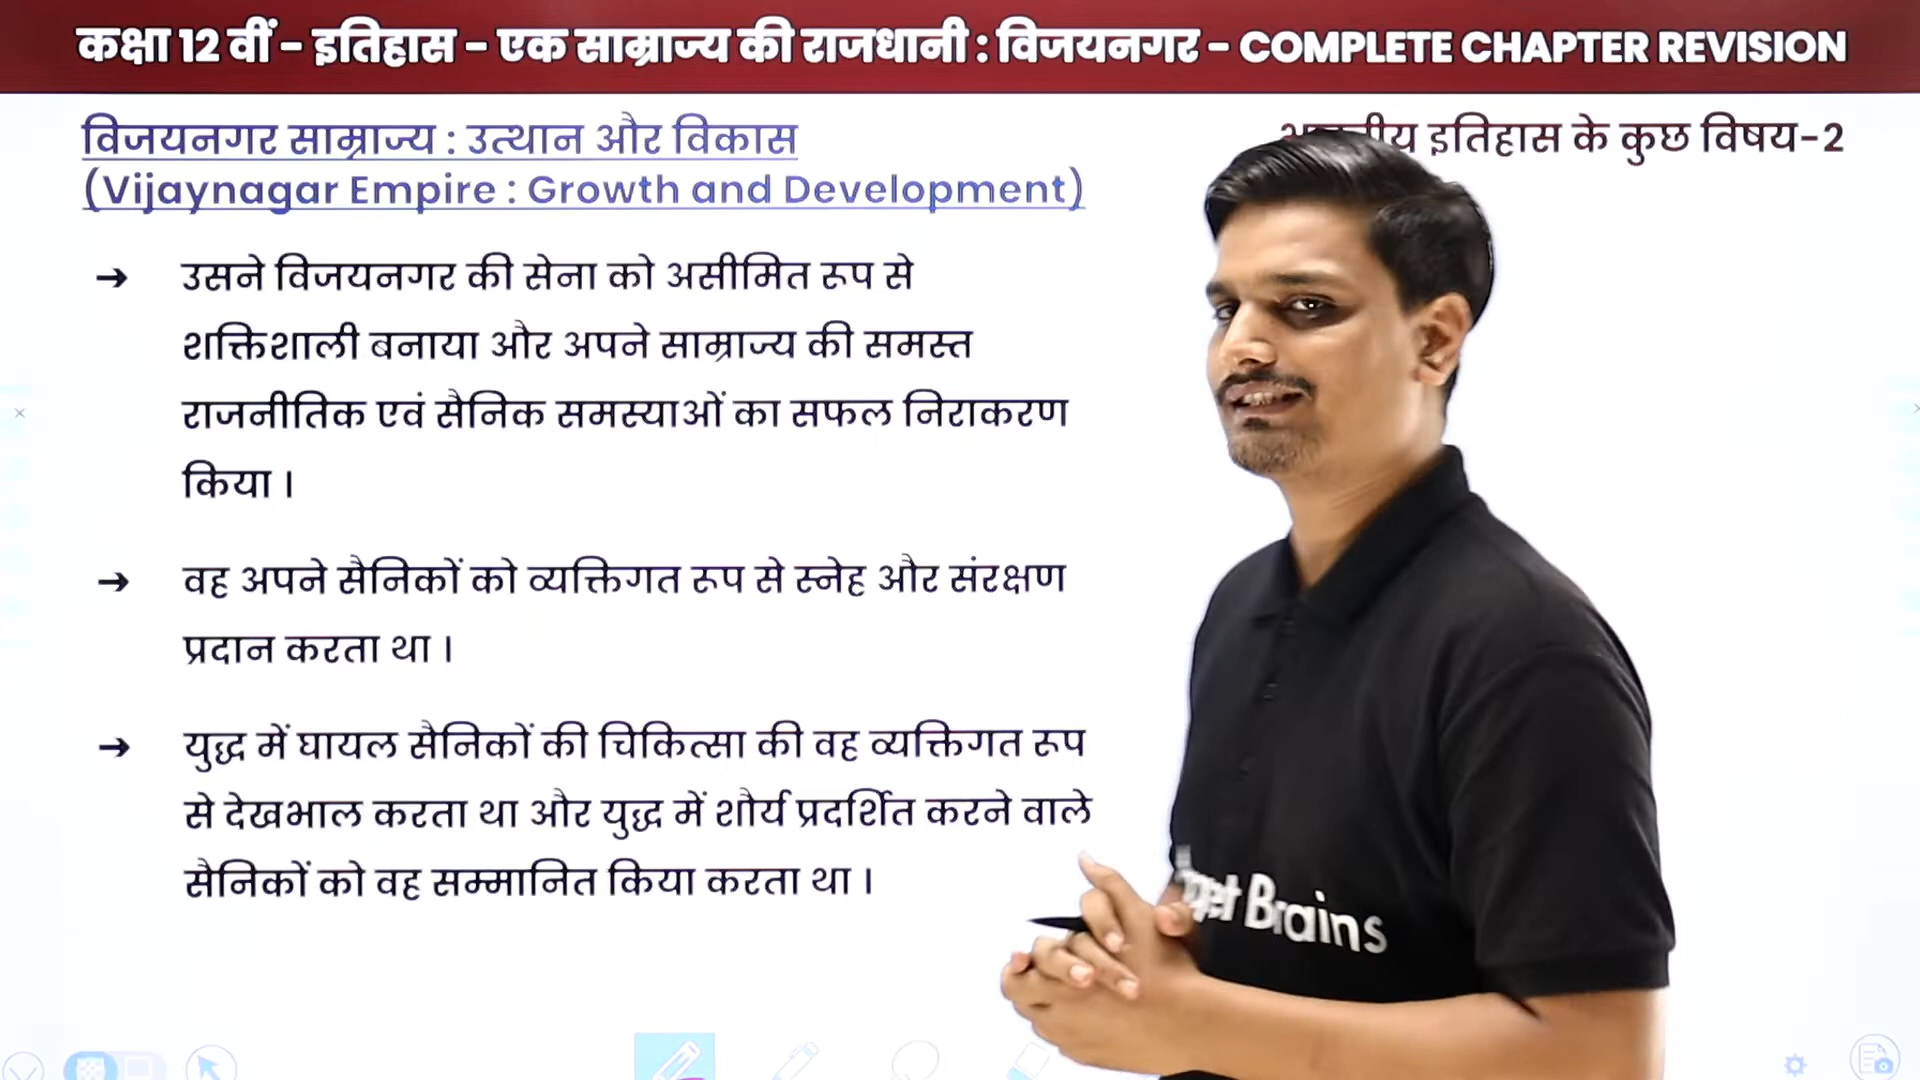 कक्षा 12 वीं - इतिहास - एक साम्राज्य की राजधानी : विजयनगर - COMPLETE CHAPTER REVISION
विजयनगर साम्राज्य : उत्थान और विकास
(Vijaynagar Empire : Growth and Development)
इतिहास के कुछ विषय-2
→ उसने विजयनगर की सेना को असीमित रूप से
शक्तिशाली बनाया और अपने साम्राज्य की समस्त
राजनीतिक एवं सैनिक समस्याओं का सफल निराकरण
किया ।
→ वह अपने सैनिकों को व्यक्तिगत रूप से स्नेह और संरक्षण
प्रदान करता था ।
→ युद्ध में घायल सैनिकों की चिकित्सा की वह व्यक्तिगत रूप
से देखभाल करता था और युद्ध में शौर्य प्रदर्शित करने वाले
सैनिकों को वह सम्मानित किया करता था ।
Brains